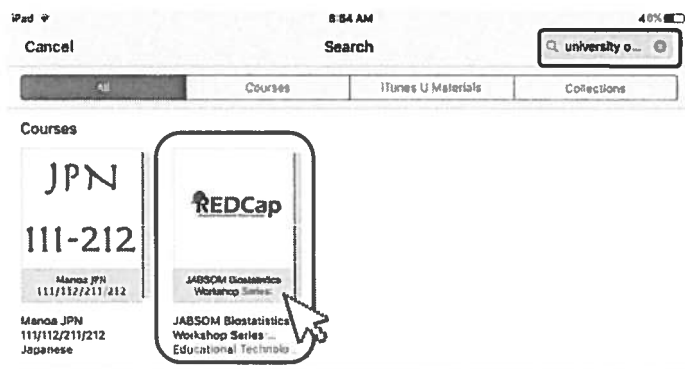 iPad 8:54 AM 40%
Cancel Search university o...
All Courses iTunes U Materials Collections
Courses
JPN
111-212
Manoa JPN
111/112/211/212
Manoa JPN
111/112/211/212
Japanese
REDCap
JABSOM Biostatistics
Workshop Series:
JABSOM Biostatistics
Workshop Series: ...
Educational Technolo...